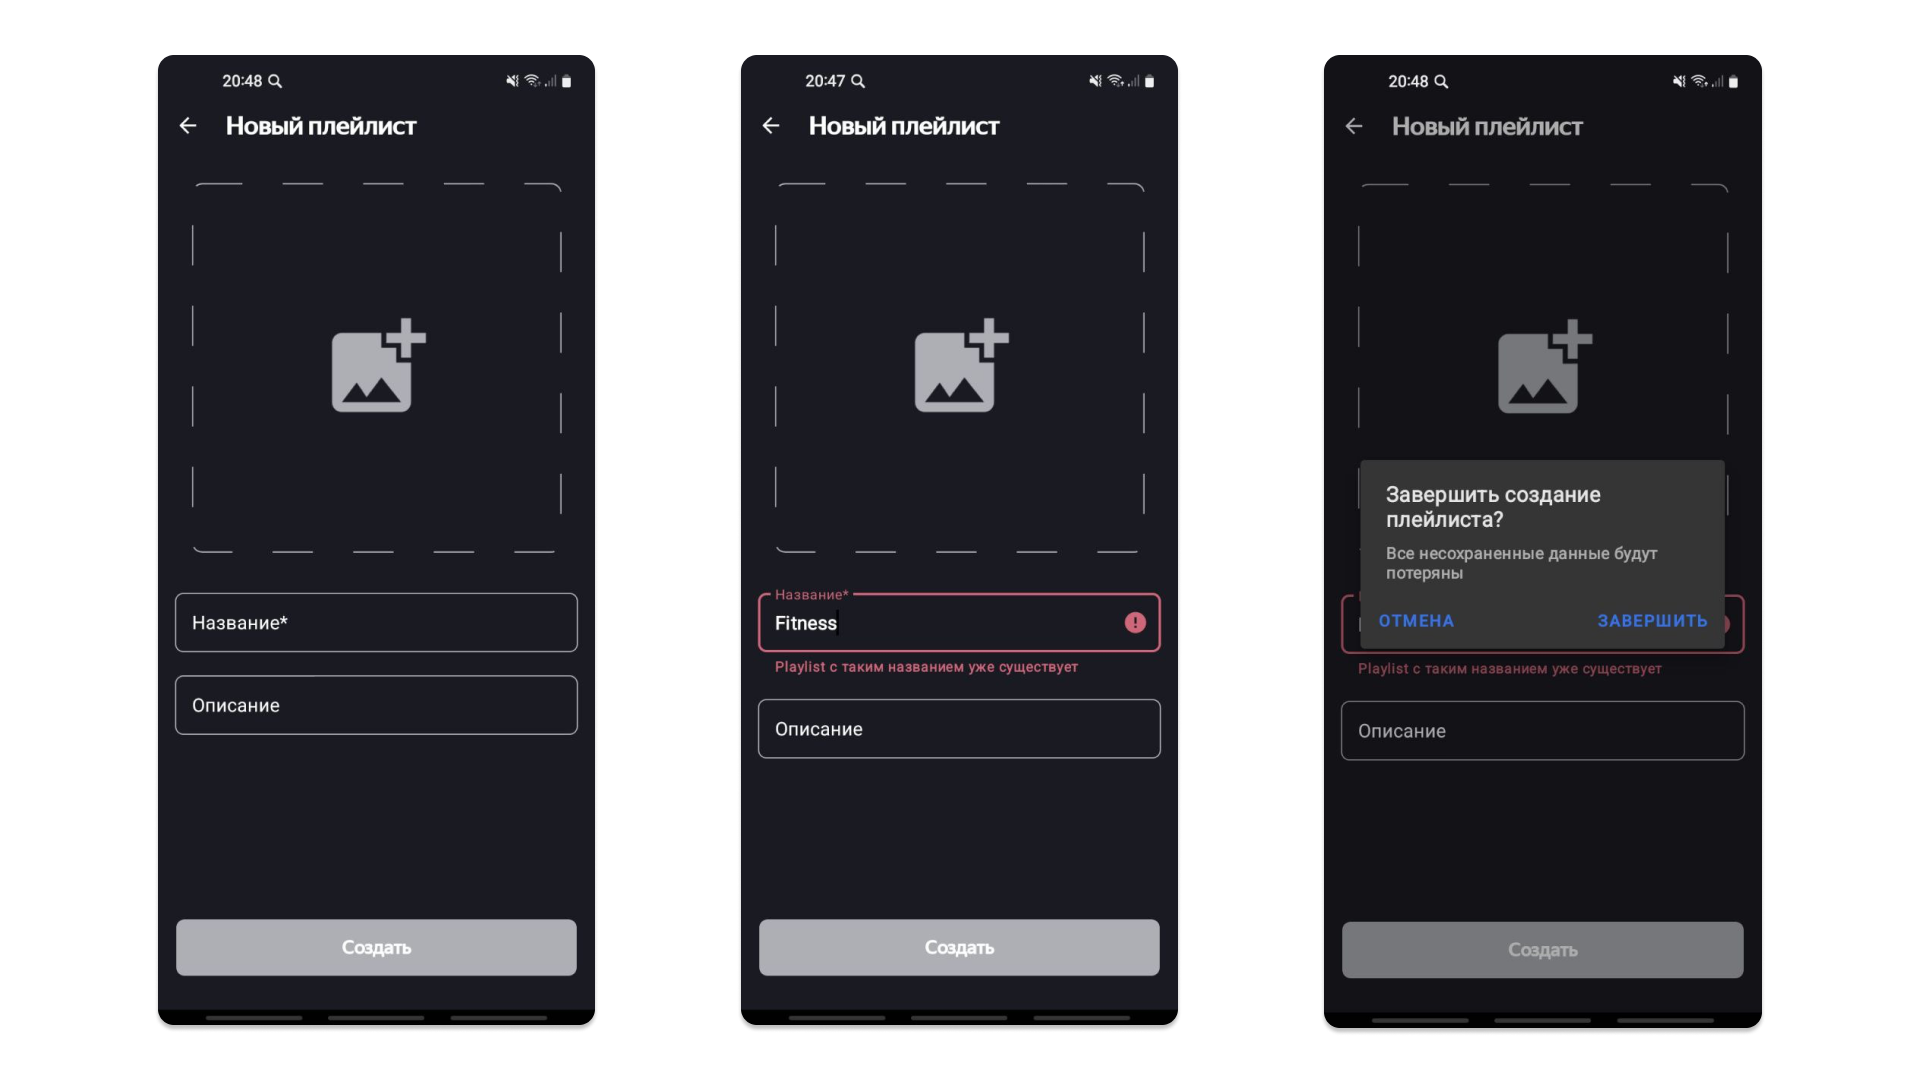 20:48
Новый плейлист
Название*
Описание
Создать
20:47
Новый плейлист
Название*
Fitness
Playlist с таким названием уже существует
Описание
Создать
20:48
Новый плейлист
Завершить создание
плейлиста?
Все несохраненные данные будут
потеряны
ОТМЕНА
ЗАВЕРШИТЬ
Playlist с таким названием уже существует
Описание
Создать